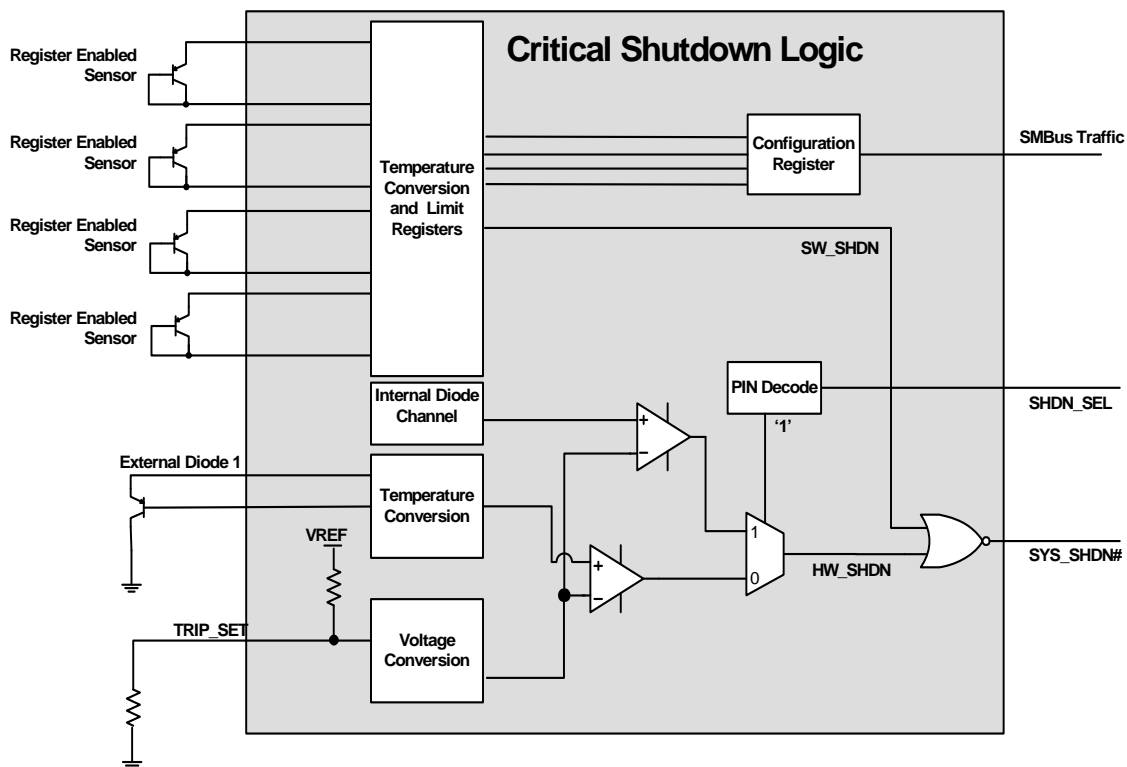 Critical Shutdown Logic
Register Enabled
Sensor
Register Enabled
Sensor
Register Enabled
Sensor
Register Enabled
Sensor
Temperature
Conversion
and Limit
Registers
Configuration
Register
SMBus Traffic
SW_SHDN
Internal Diode
Channel
PIN Decode
SHDN_SEL
'1'
+
−
External Diode 1
Temperature
Conversion
VREF
+
−
1
0
HW_SHDN
SYS_SHDN#
TRIP_SET
Voltage
Conversion